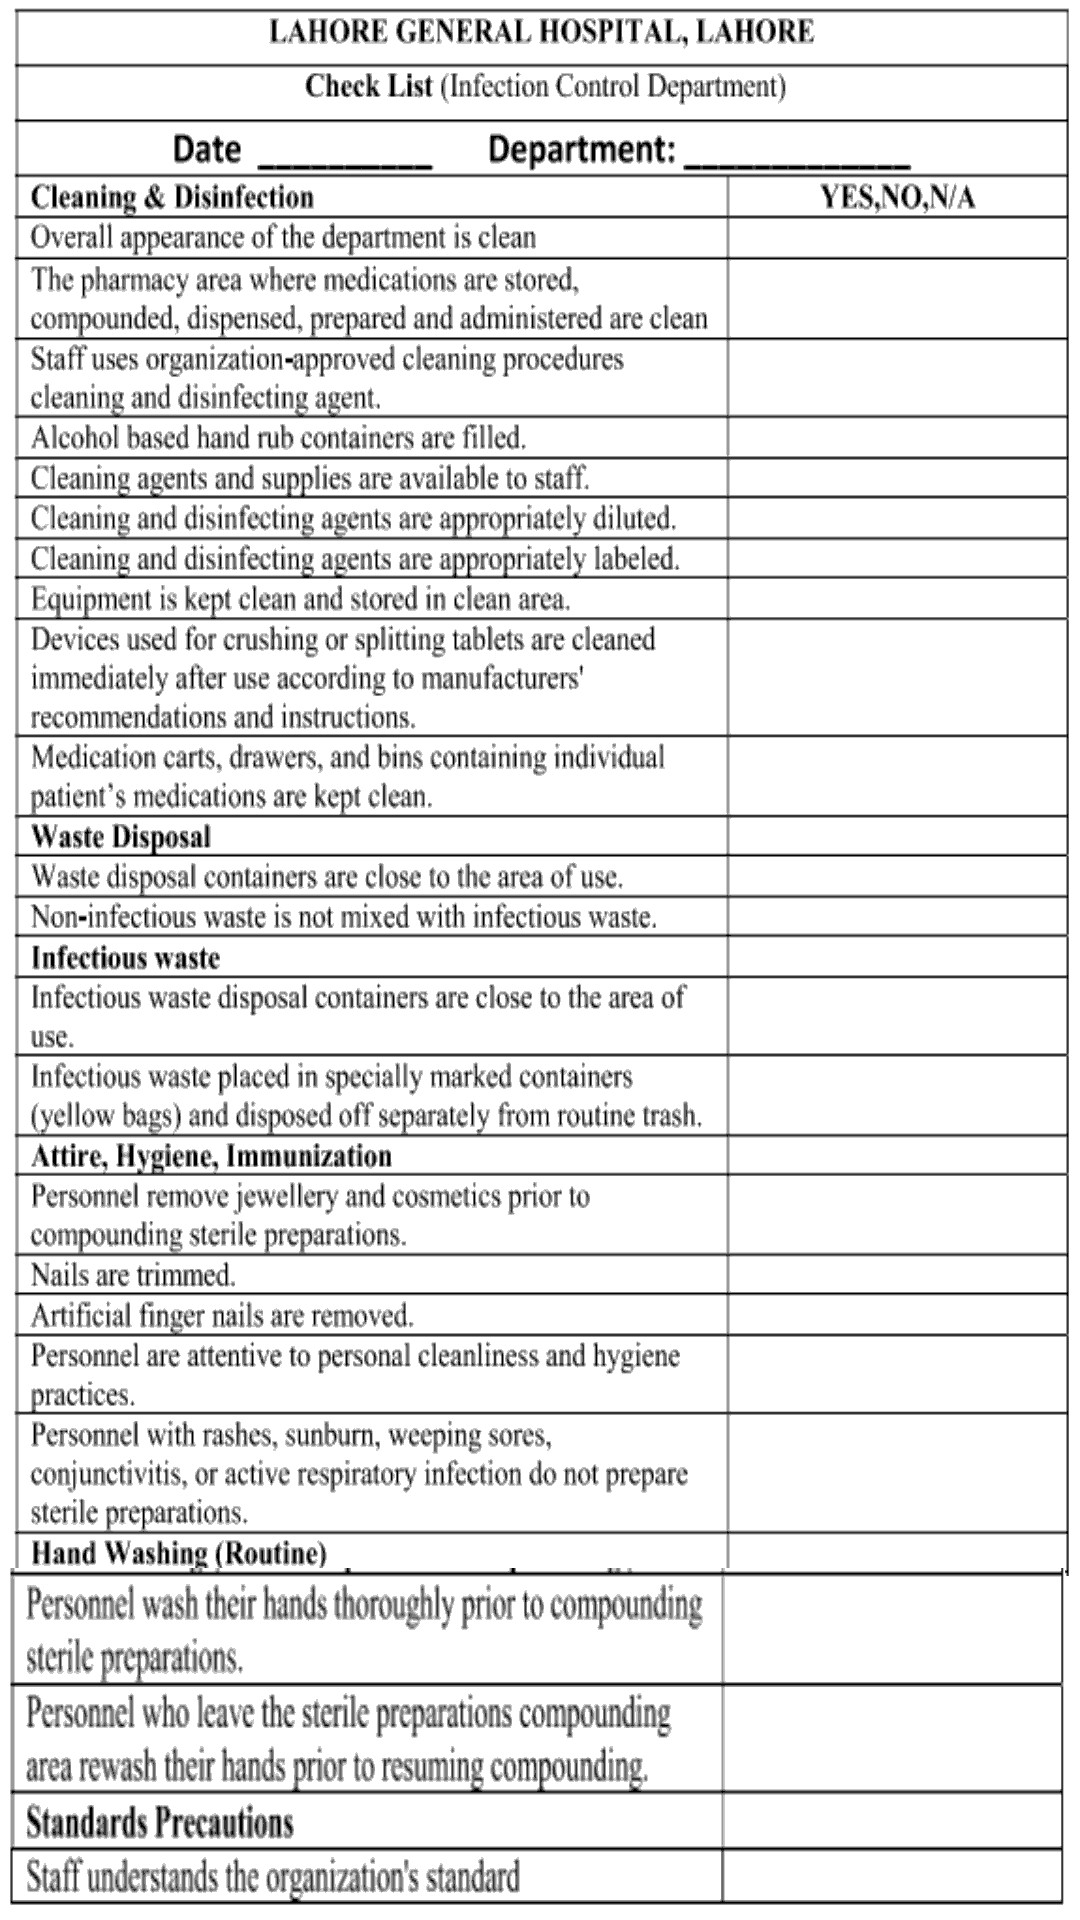 LAHORE GENERAL HOSPITAL, LAHORE
Check List (Infection Control Department)
Date __________ Department: _____________
Cleaning & Disinfection YES,NO,N/A
Overall appearance of the department is clean
The pharmacy area where medications are stored,
compounded, dispensed, prepared and administered are clean
Staff uses organization-approved cleaning procedures
cleaning and disinfecting agent.
Alcohol based hand rub containers are filled.
Cleaning agents and supplies are available to staff.
Cleaning and disinfecting agents are appropriately diluted.
Cleaning and disinfecting agents are appropriately labeled.
Equipment is kept clean and stored in clean area.
Devices used for crushing or splitting tablets are cleaned
immediately after use according to manufacturers'
recommendations and instructions.
Medication carts, drawers, and bins containing individual
patient’s medications are kept clean.
Waste Disposal
Waste disposal containers are close to the area of use.
Non-infectious waste is not mixed with infectious waste.
Infectious waste
Infectious waste disposal containers are close to the area of
use.
Infectious waste placed in specially marked containers
(yellow bags) and disposed off separately from routine trash.
Attire, Hygiene, Immunization
Personnel remove jewellery and cosmetics prior to
compounding sterile preparations.
Nails are trimmed.
Artificial finger nails are removed.
Personnel are attentive to personal cleanliness and hygiene
practices.
Personnel with rashes, sunburn, weeping sores,
conjunctivitis, or active respiratory infection do not prepare
sterile preparations.
Hand Washing (Routine)
Personnel wash their hands thoroughly prior to compounding
sterile preparations.
Personnel who leave the sterile preparations compounding
area rewash their hands prior to resuming compounding.
Standards Precautions
Staff understands the organization's standard